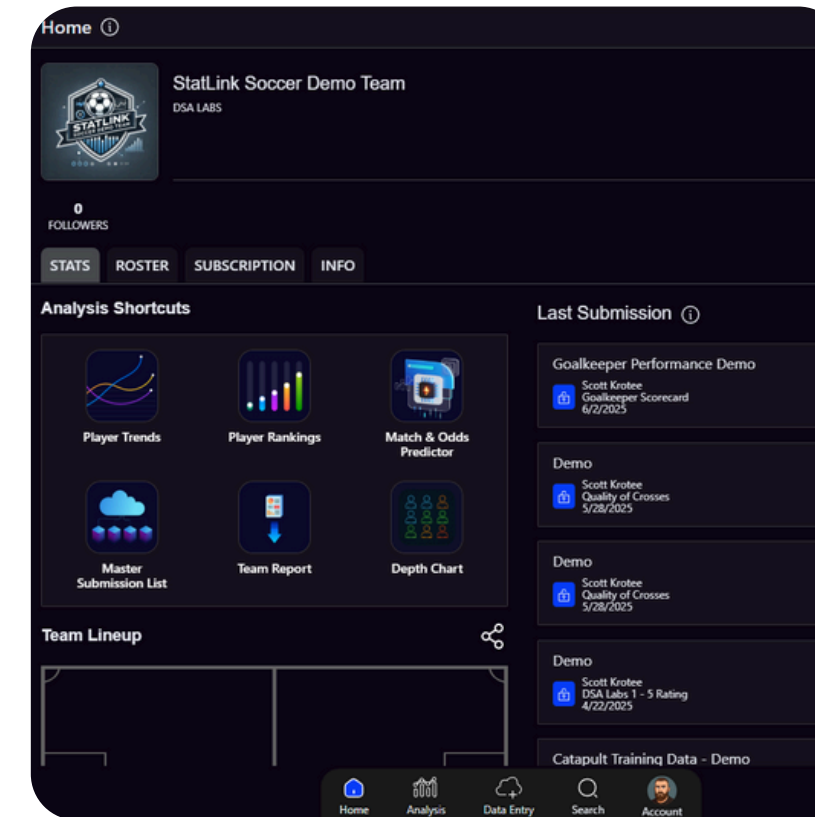 Home
StatLink Soccer Demo Team
DSA LABS
STATLINK
SOCCER DEMO TEAM
0
FOLLOWERS
STATS
ROSTER
SUBSCRIPTION
INFO
Analysis Shortcuts
Player Trends
Player Rankings
Match & Odds
Predictor
Master
Submission List
Team Report
Depth Chart
Team Lineup
Last Submission
Goalkeeper Performance Demo
Scott Krotee
Goalkeeper Scorecard
6/2/2025
Demo
Scott Krotee
Quality of Crosses
5/28/2025
Demo
Scott Krotee
Quality of Crosses
5/28/2025
Demo
Scott Krotee
DSA Labs 1 - 5 Rating
4/22/2025
Catapult Training Data - Demo
Home
Analysis
Data Entry
Search
Account